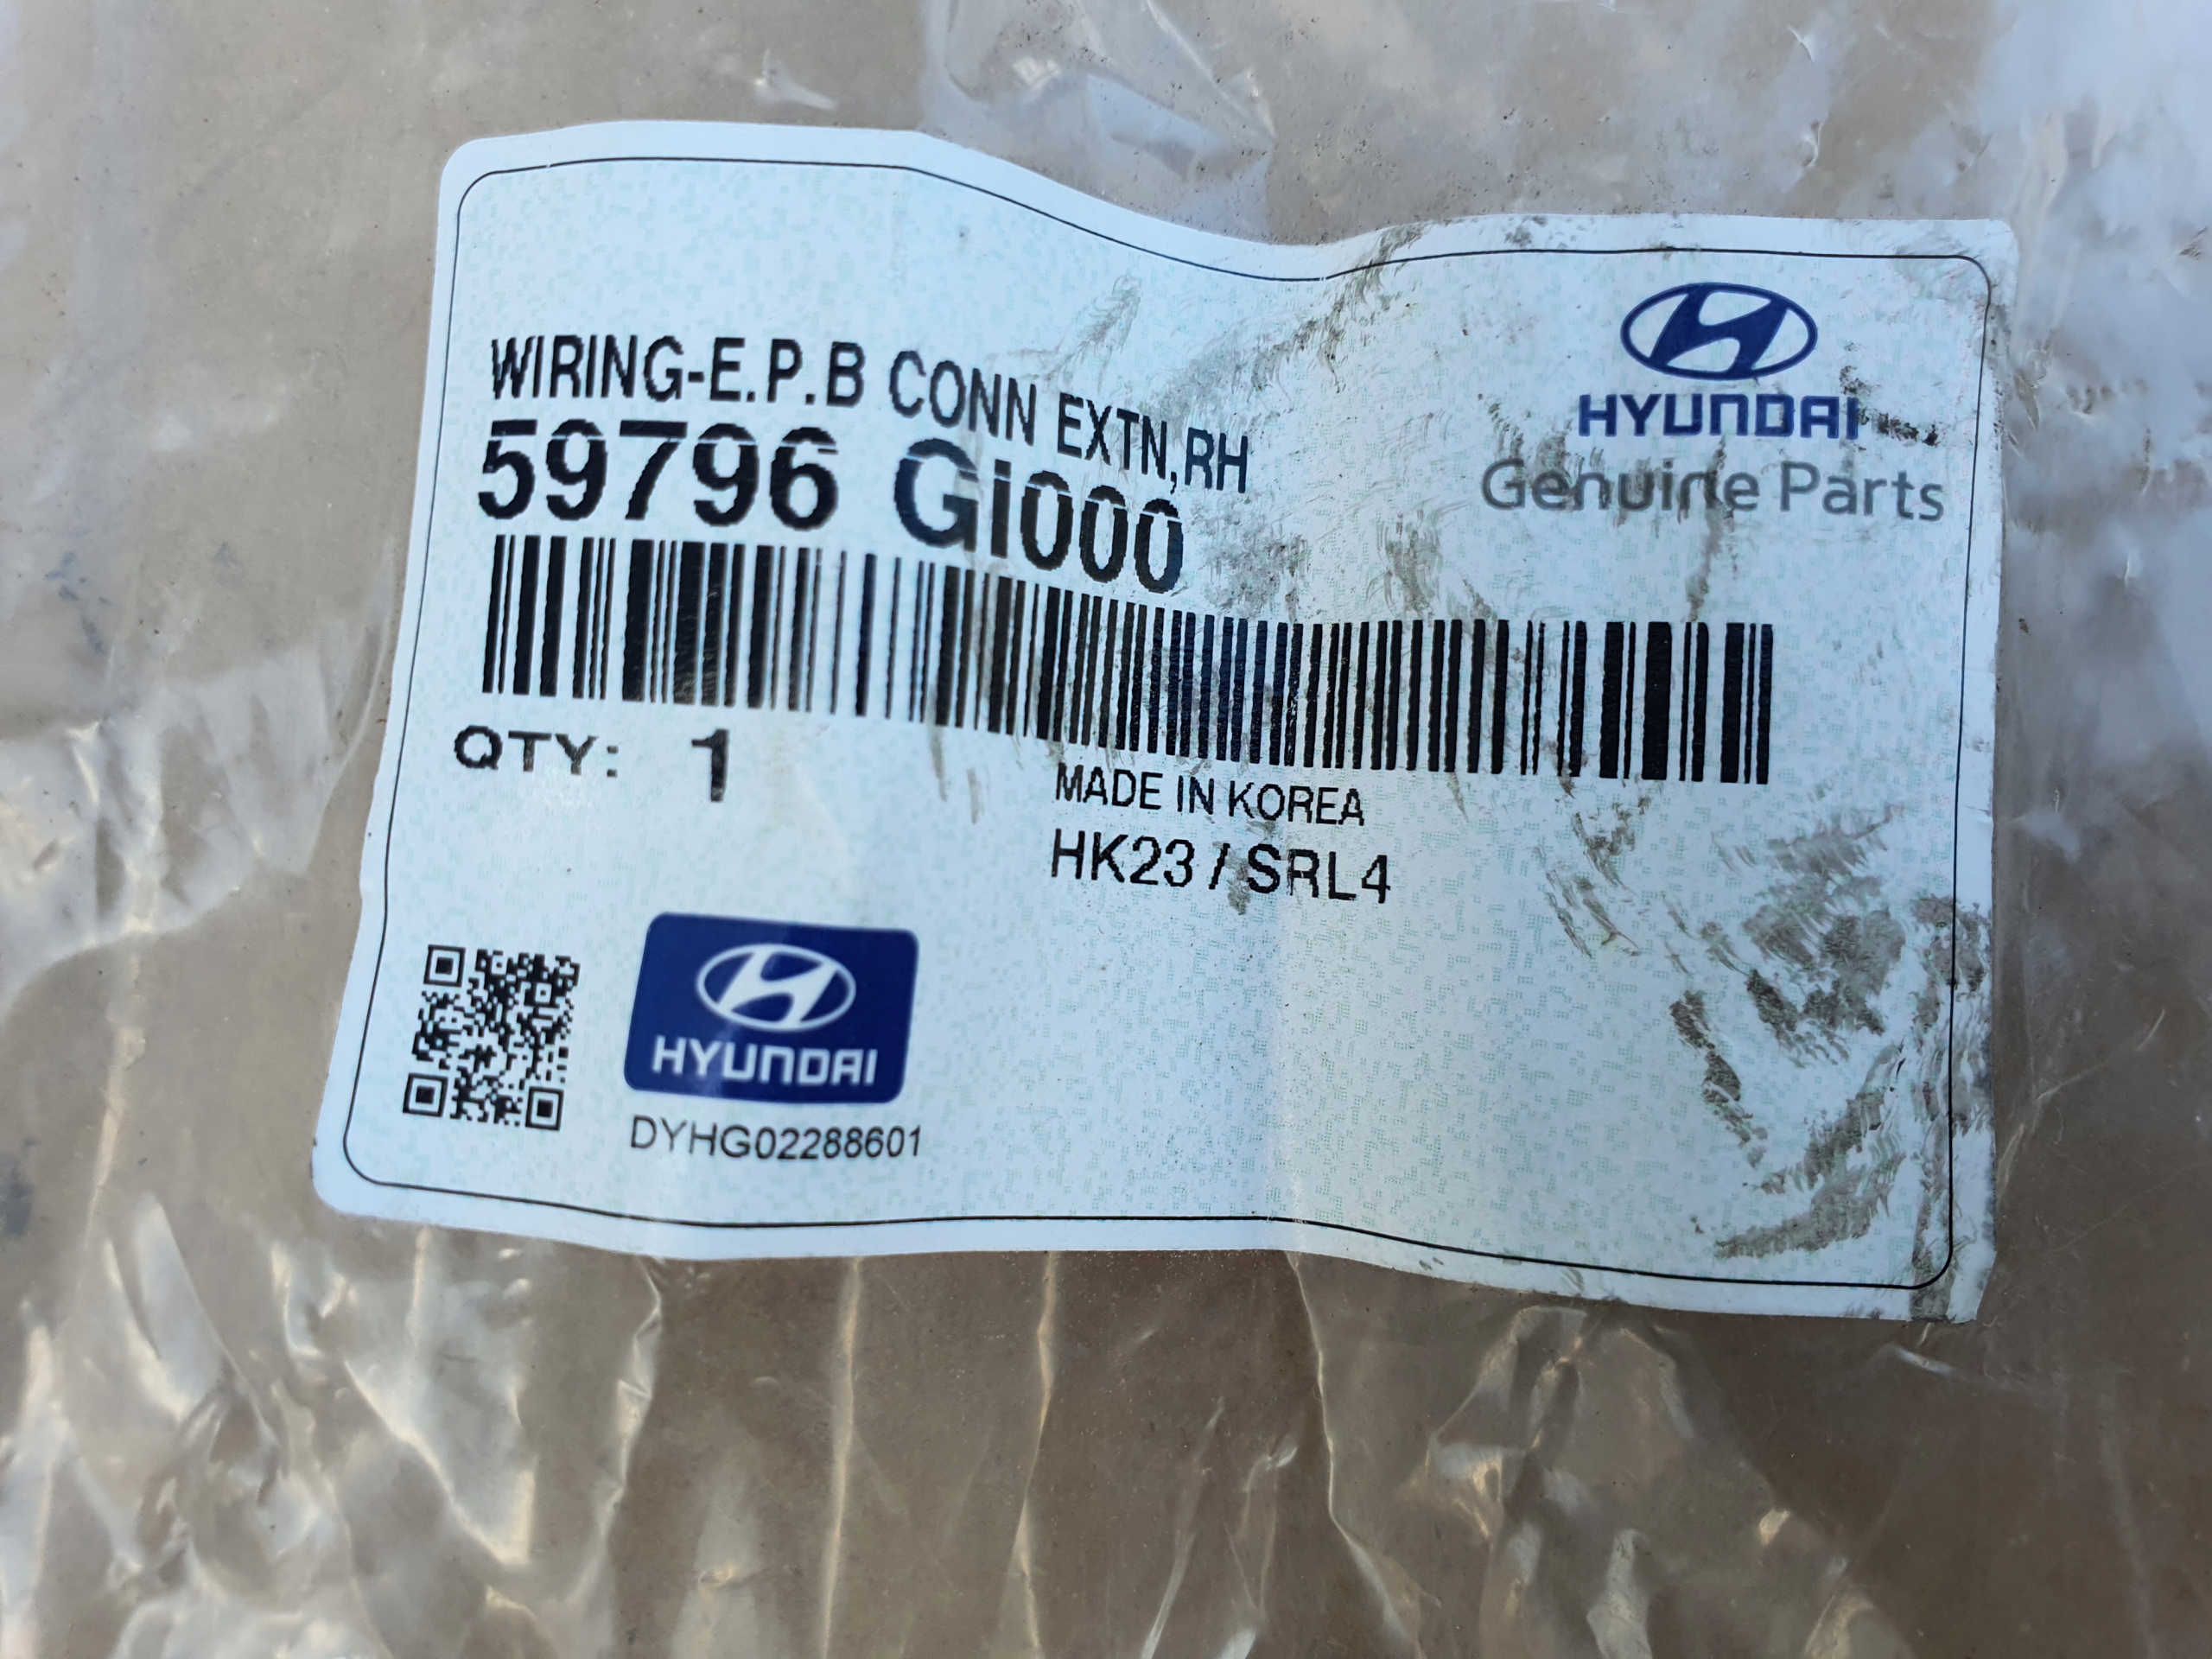 HYUNDAI
Genuine Parts
WIRING-E.P.B CONN EXTN,RH
59796 Gi000
QTY: 1
MADE IN KOREA
HK23 / SRL4
HYUNDAI
DYHG02288601